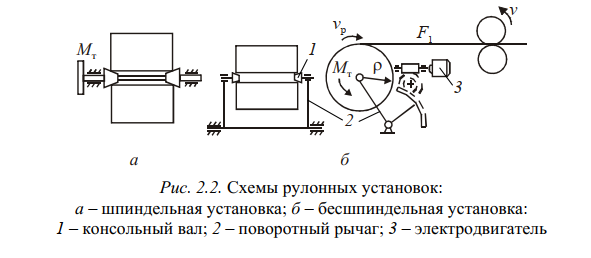 vр
F1
v
Mт
1
Mт
ρ
3
2
а
б
Рис. 2.2. Схемы рулонных установок:
а – шпиндельная установка; б – бесшпиндельная установка:
1 – консольный вал; 2 – поворотный рычаг; 3 – электродвигатель